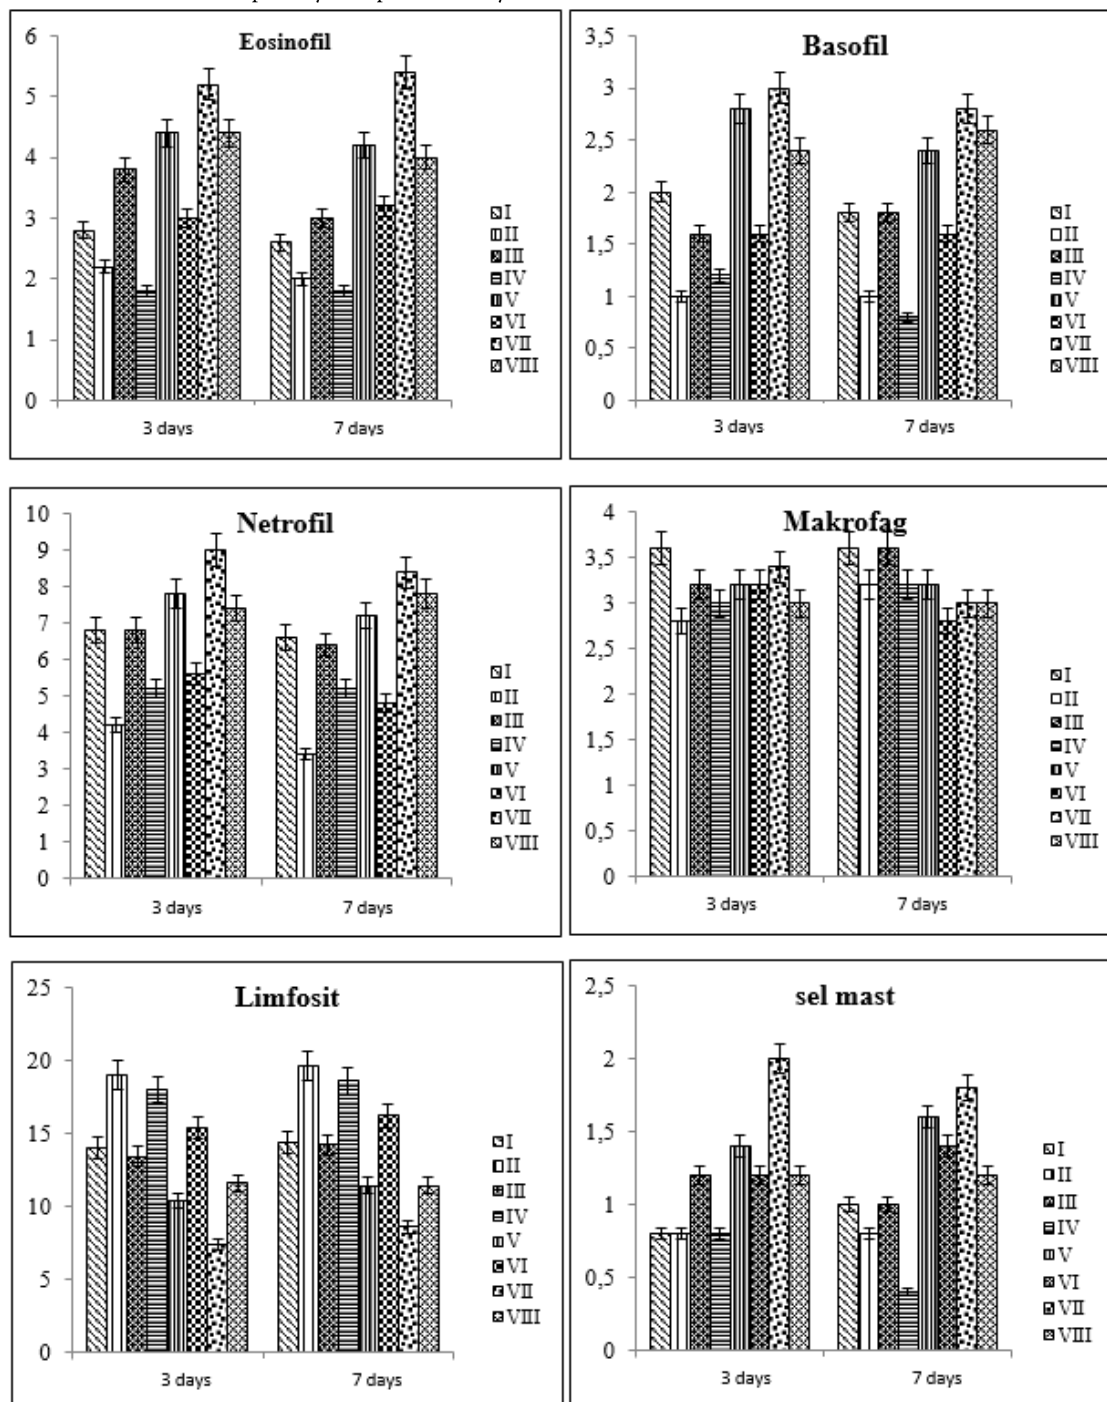 Eosinofil
6
5
4
3
2
1
0
3 days
7 days
I
II
III
IV
V
VI
VII
VIII
Basofil
3,5
3
2,5
2
1,5
1
0,5
0
3 days
7 days
I
II
III
IV
V
VI
VII
VIII
Netrofil
10
9
8
7
6
5
4
3
2
1
0
3 days
7 days
I
II
III
IV
V
VI
VII
VIII
Makrofag
4
3,5
3
2,5
2
1,5
1
0,5
0
3 days
7 days
I
II
III
IV
V
VI
VII
VIII
Limfosit
25
20
15
10
5
0
3 days
7 days
I
II
III
IV
V
VI
VII
VIII
sel mast
2,5
2
1,5
1
0,5
0
3 days
7 days
I
II
III
IV
V
VI
VII
VIII